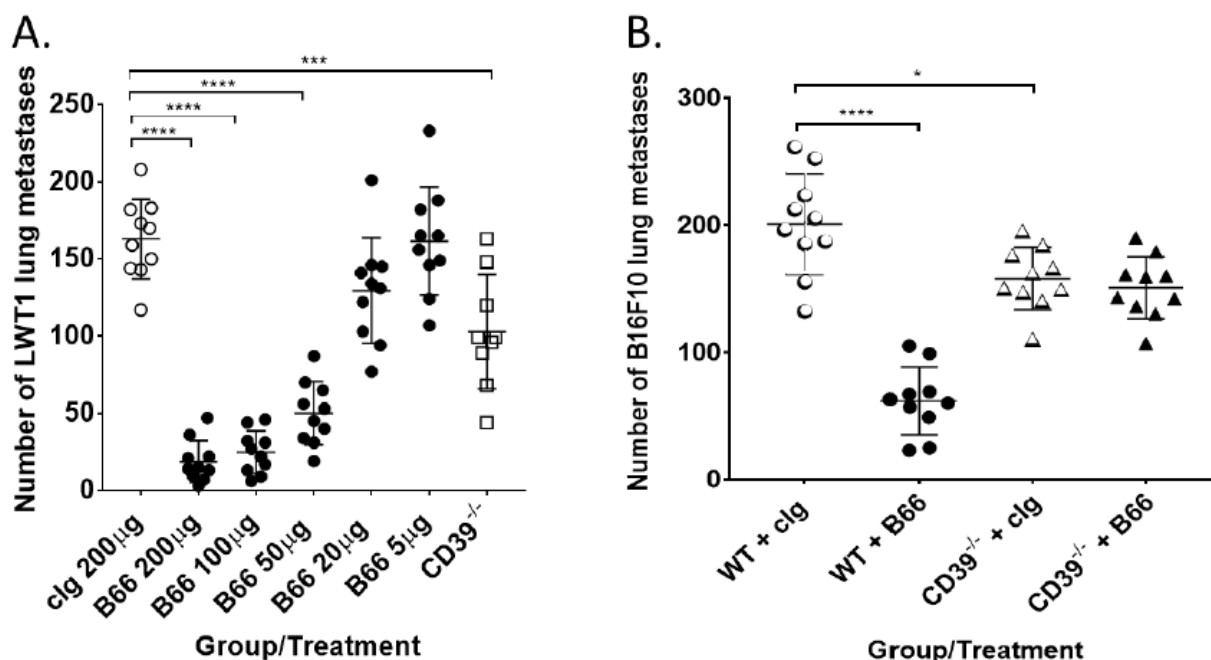 A.
***
****
****
****
Number of LWT1 lung metastases
250
200
150
100
50
0
cIg 200μg
B66 200μg
B66 100μg
B66 50μg
B66 20μg
B66 5μg
CD39-/-
Group/Treatment
B.
*
****
Number of B16F10 lung metastases
300
200
100
0
WT + cIg
WT + B66
CD39-/- + cIg
CD39-/- + B66
Group/Treatment